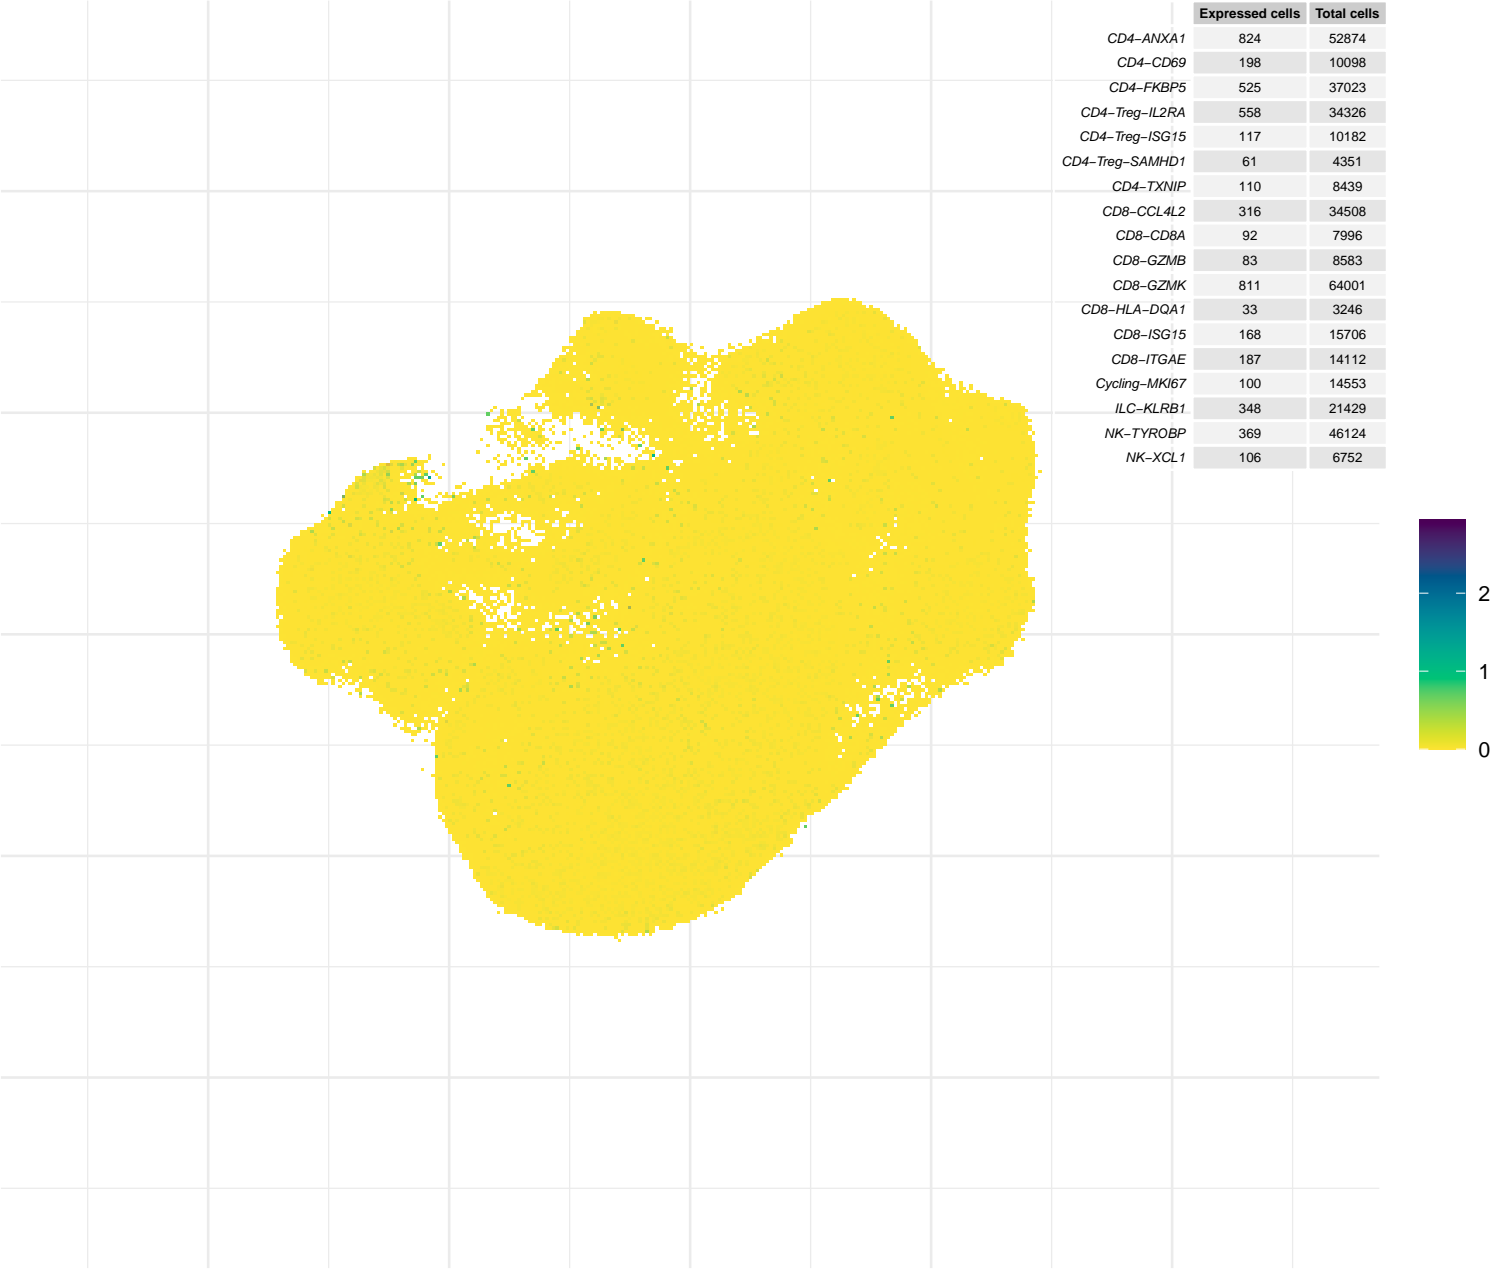 Expressed cells Total cells
CD4−ANXA1 824 52874
CD4−CD69 198 10098
CD4−FKBP5 525 37023
CD4−Treg−IL2RA 558 34326
CD4−Treg−ISG15 117 10182
CD4−Treg−SAMHD1 61 4351
CD4−TXNIP 110 8439
CD8−CCL4L2 316 34508
CD8−CD8A 92 7996
CD8−GZMB 83 8583
CD8−GZMK 811 64001
CD8−HLA−DQA1 33 3246
CD8−ISG15 168 15706
CD8−ITGAE 187 14112
Cycling−MKI67 100 14553
ILC−KLRB1 348 21429
NK−TYROBP 369 46124
NK−XCL1 106 6752
2
1
0